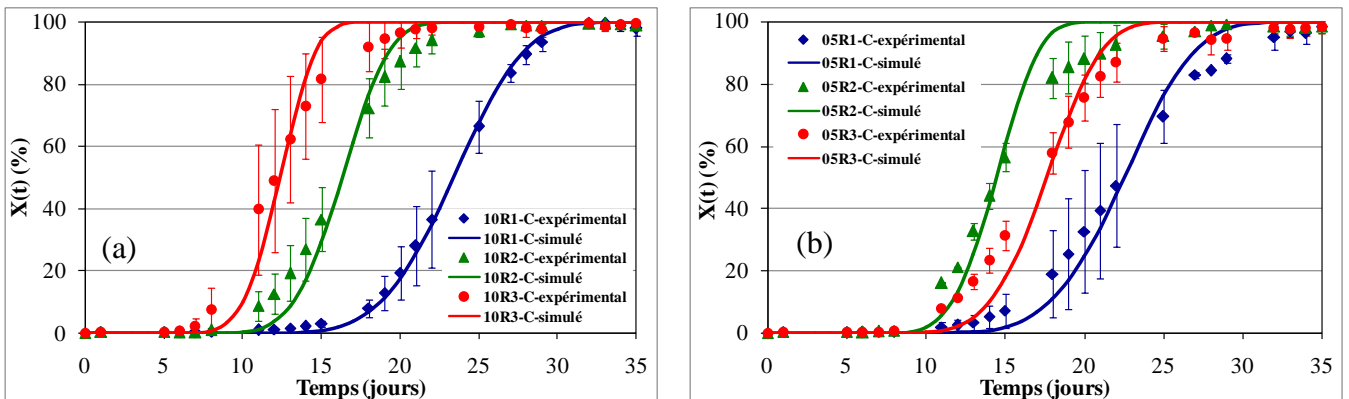 100
80
60
40
20
0
X(t) (%)
(a)
10R1-C-expérimental
10R1-C-simulé
10R2-C-expérimental
10R2-C-simulé
10R3-C-expérimental
10R3-C-simulé
0 5 10 15 20 25 30 35
Temps (jours)
100
80
60
40
20
0
X(t) (%)
05R1-C-expérimental
05R1-C-simulé
05R2-C-expérimental
05R2-C-simulé
05R3-C-expérimental
05R3-C-simulé
(b)
0 5 10 15 20 25 30 35
Temps (jours)